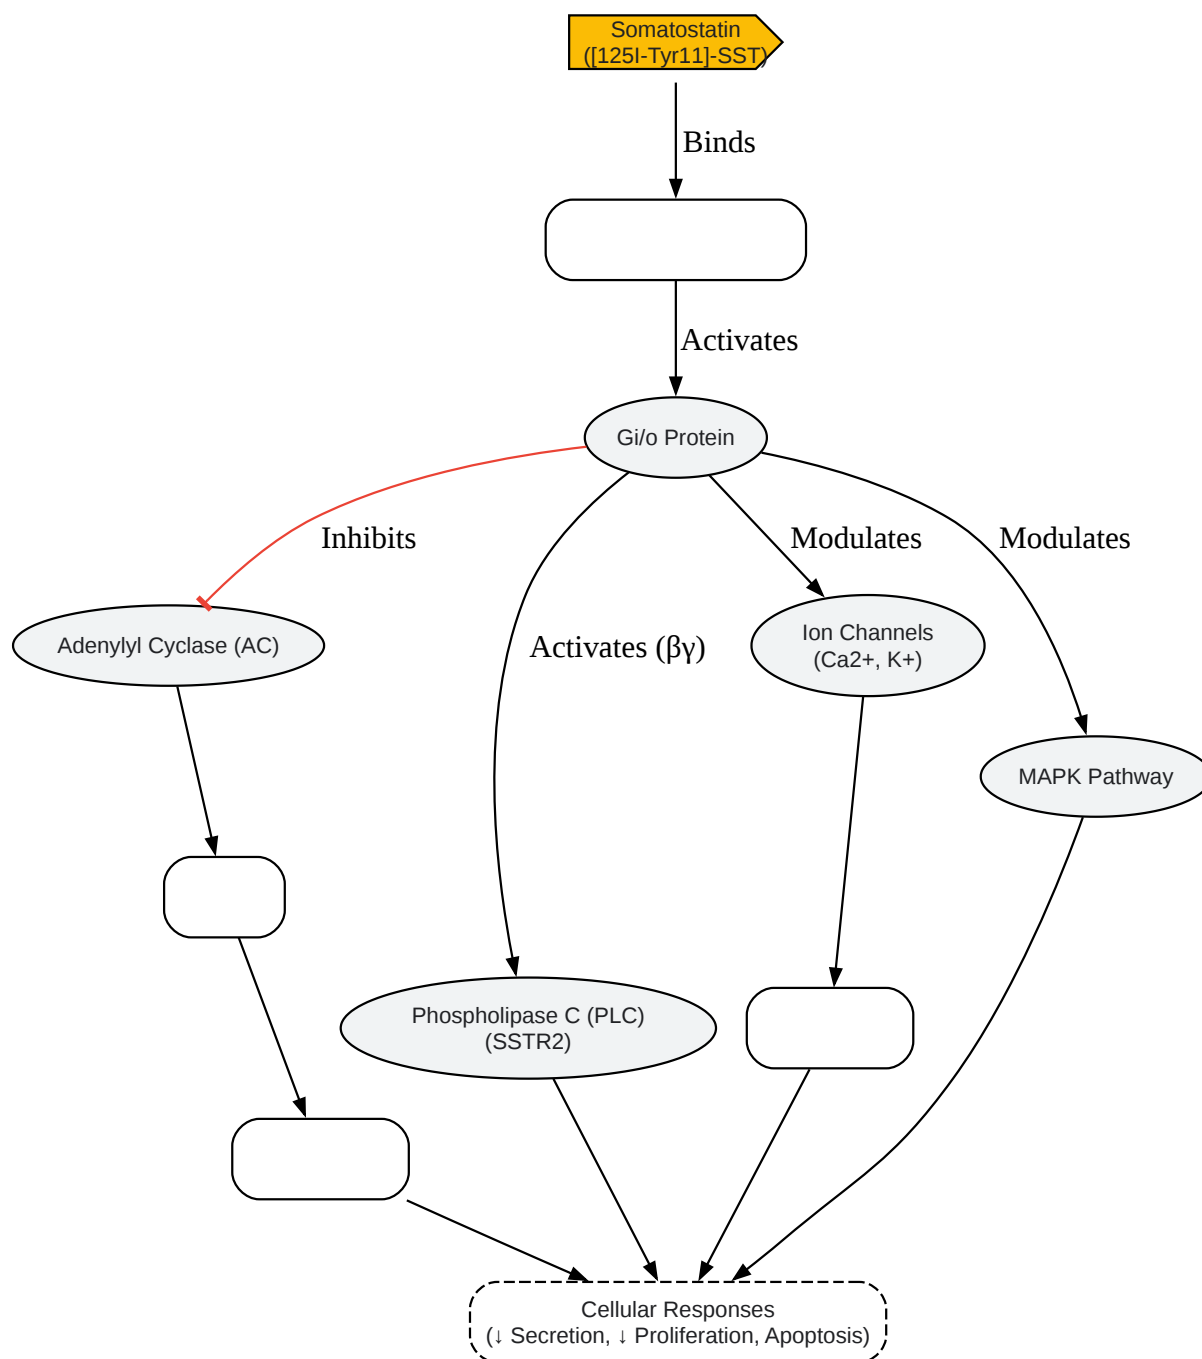 Somatostatin
([125I-Tyr11]-SST)
Binds
Activates
Gi/o Protein
Inhibits
Modulates
Modulates
Adenylyl Cyclase (AC)
Activates (βγ)
Ion Channels
(Ca2+, K+)
MAPK Pathway
Phospholipase C (PLC)
(SSTR2)
Cellular Responses
(↓ Secretion, ↓ Proliferation, Apoptosis)